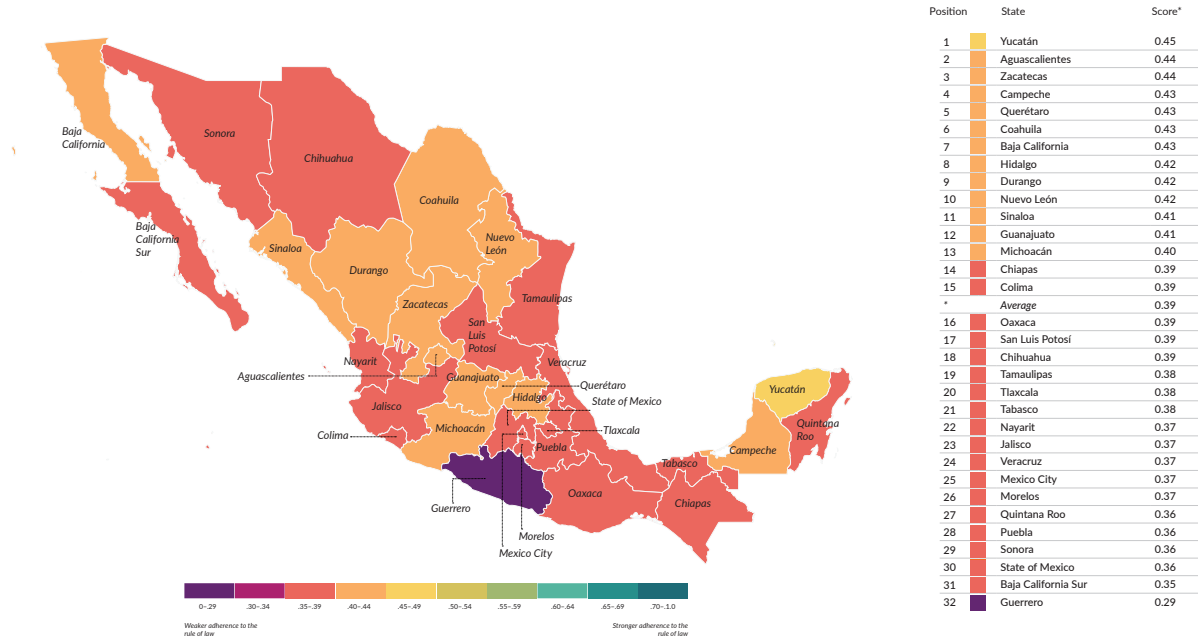 Position State Score*
1 Yucatán 0.45
2 Aguascalientes 0.44
3 Zacatecas 0.44
4 Campeche 0.43
5 Querétaro 0.43
6 Coahuila 0.43
7 Baja California 0.43
8 Hidalgo 0.42
9 Durango 0.42
10 Nuevo León 0.42
11 Sinaloa 0.41
12 Guanajuato 0.41
13 Michoacán 0.40
14 Chiapas 0.39
15 Colima 0.39
* Average 0.39
16 Oaxaca 0.39
17 San Luis Potosí 0.39
18 Chihuahua 0.39
19 Tamaulipas 0.38
20 Tlaxcala 0.38
21 Tabasco 0.38
22 Nayarit 0.37
23 Jalisco 0.37
24 Veracruz 0.37
25 Mexico City 0.37
26 Morelos 0.37
27 Quintana Roo 0.36
28 Puebla 0.36
29 Sonora 0.36
30 State of Mexico 0.36
31 Baja California Sur 0.35
32 Guerrero 0.29
Baja
California
Sonora
Chihuahua
Coahuila
Baja
California
Sur
Sinaloa
Nuevo
León
Durango
Zacatecas
Tamaulipas
San
Luis
Potosí
Nayarit
Veracruz
Aguascalientes
Guanajuato
Querétaro
Yucatán
Hidalgo
State of Mexico
Jalisco
Quintana
Roo
Colima
Michoacán
Tlaxcala
Puebla
Campeche
Tabasco
Oaxaca
Chiapas
Guerrero
Morelos
Mexico City
0-.29 .30-.34 .35-.39 .40-.44 .45-.49 .50-.54 .55-.59 .60-.64 .65-.69 .70-.1.0
Weaker adherence to the
rule of law
Stronger adherence to the
rule of law